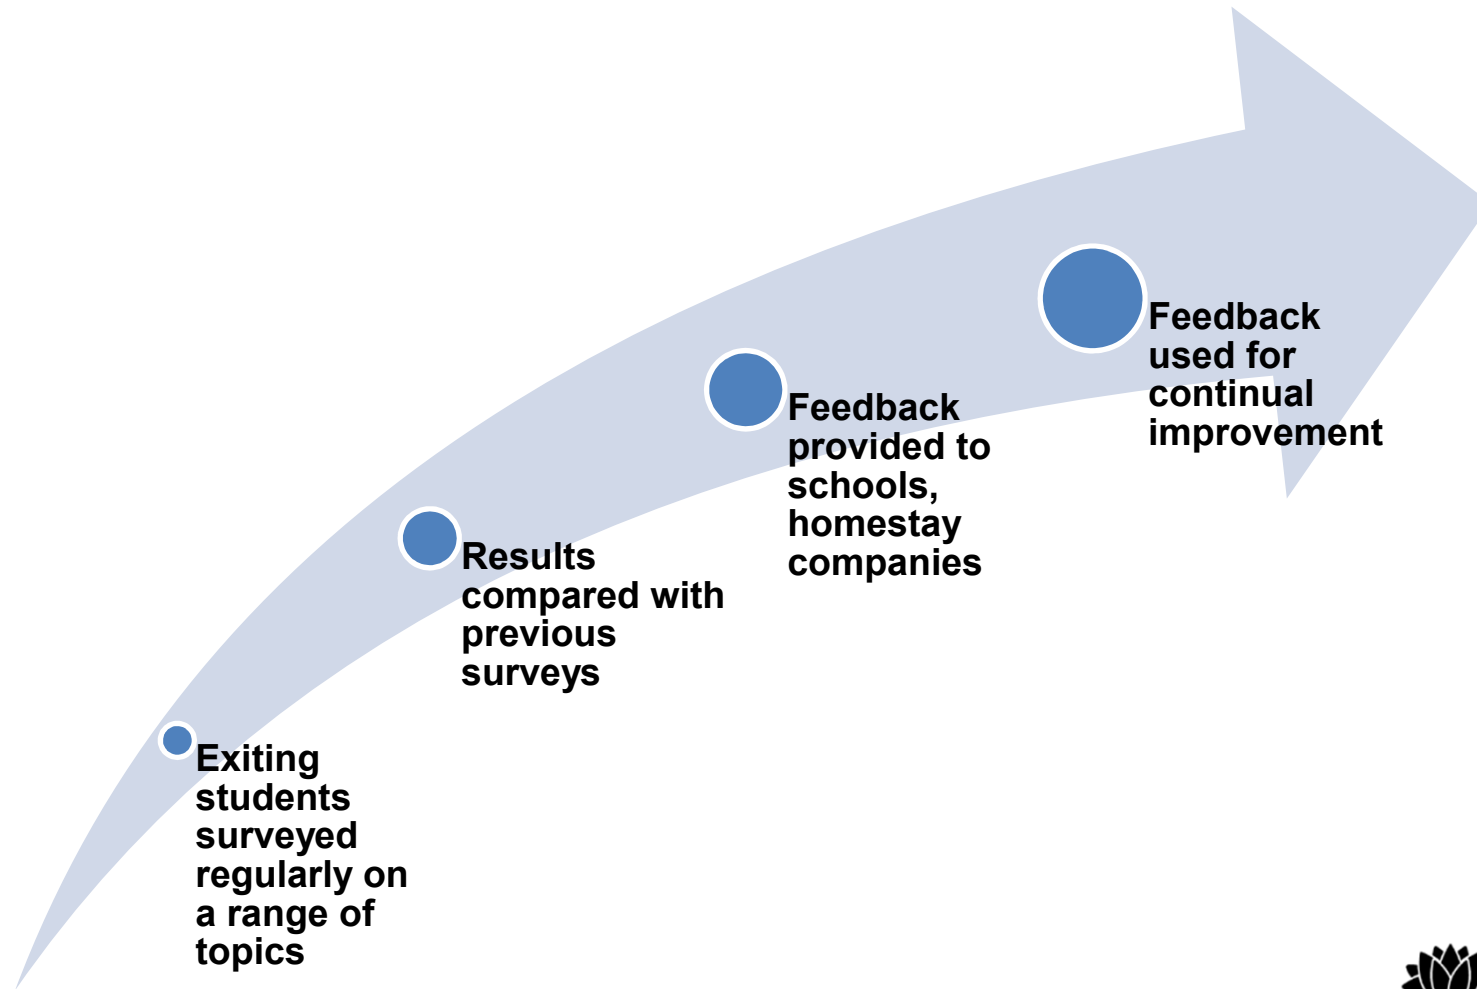 Exiting
students
surveyed
regularly on
a range of
topics
Results
compared with
previous
surveys
Feedback
provided to
schools,
homestay
companies
Feedback
used for
continual
improvement